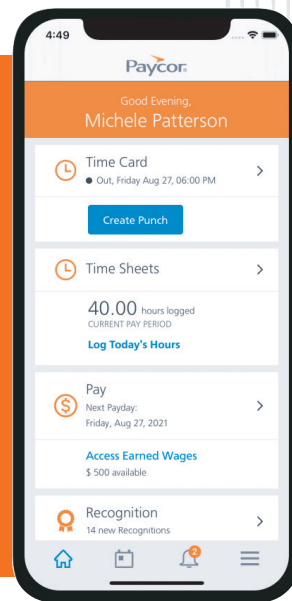 4:49
Paycor
Good Evening,
Michele Patterson
Time Card
Out, Friday Aug 27, 06:00 PM
Create Punch
Time Sheets
40.00 hours logged
CURRENT PAY PERIOD
Log Today's Hours
Pay
Next Payday:
Friday, Aug 27, 2021
Access Earned Wages
$ 500 available
Recognition
14 new Recognitions
2